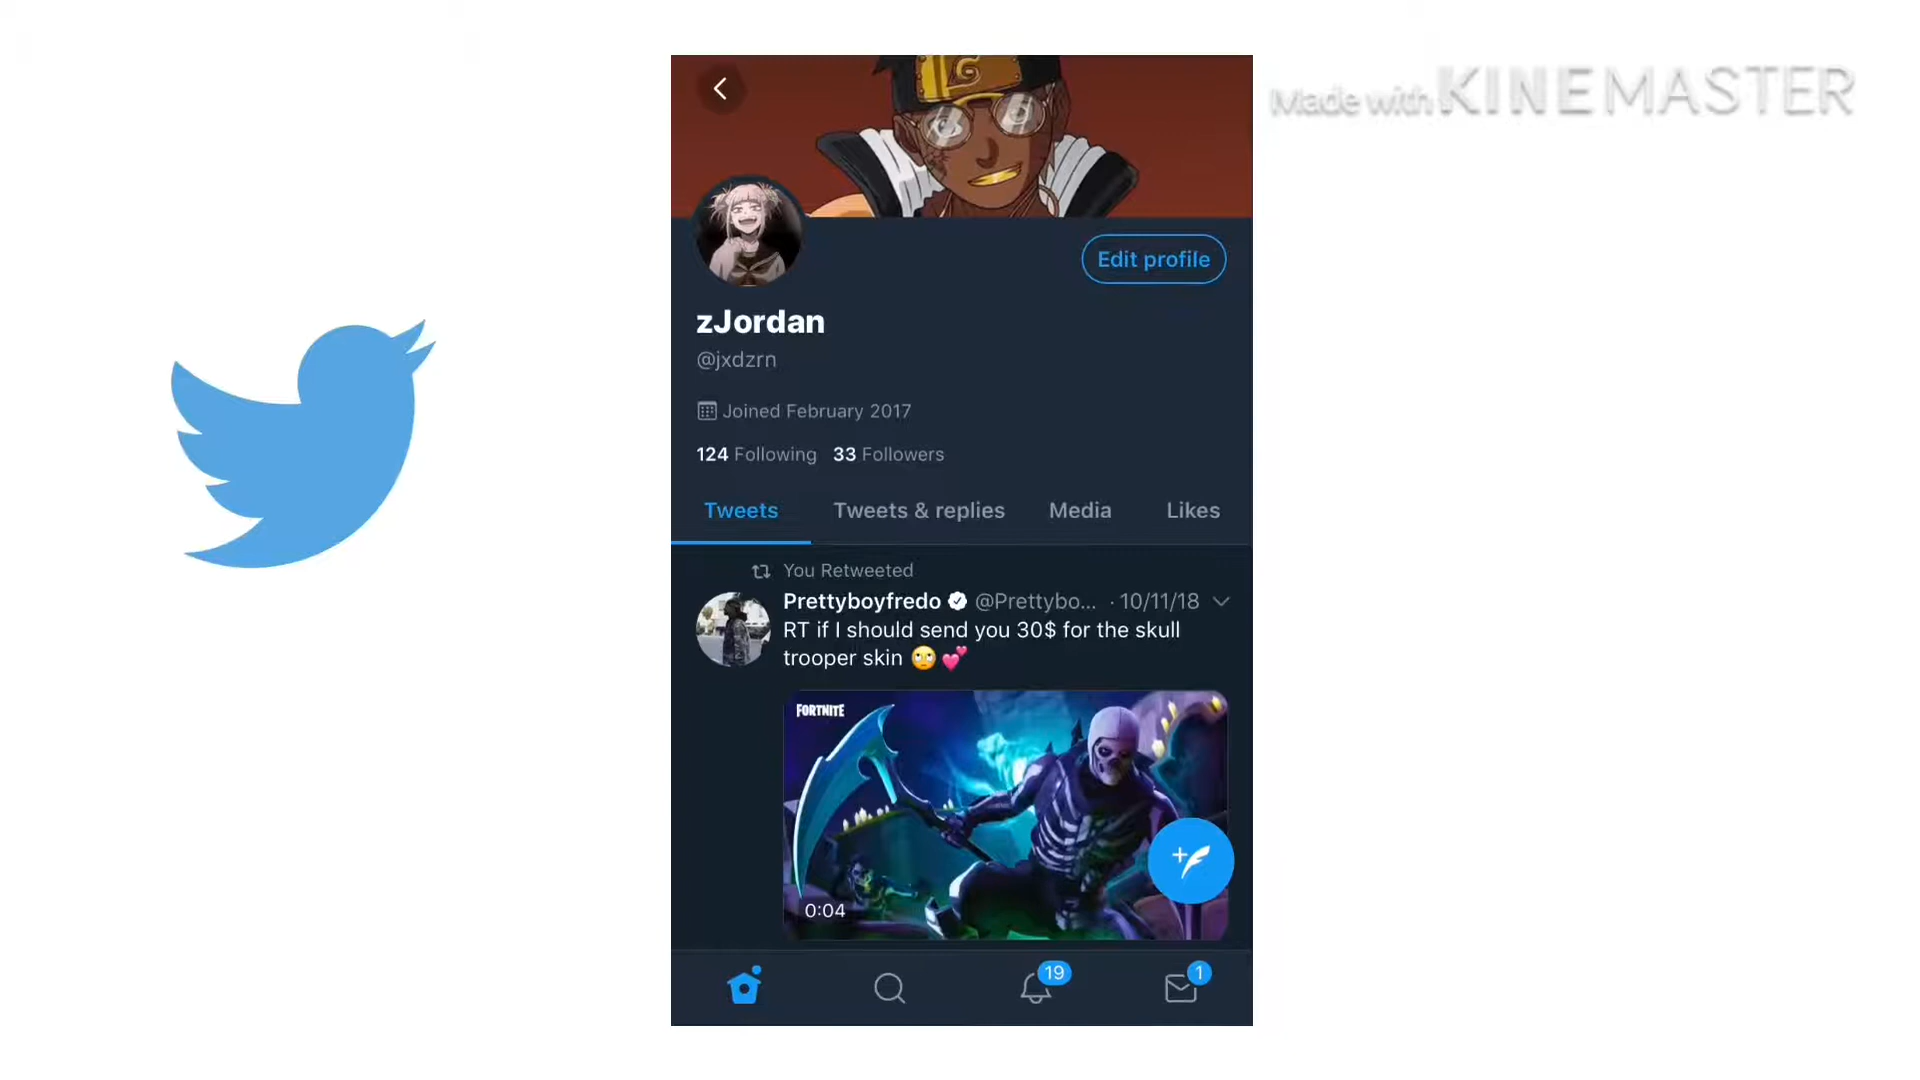 Made with KINEMASTER
Edit profile
zJordan
@jxdzrn
Joined February 2017
124 Following 33 Followers
Tweets Tweets & replies Media Likes
You Retweeted
Prettyboyfredo @Prettybo... · 10/11/18
RT if I should send you 30$ for the skull
trooper skin 🙄💕
FORTNITE
0:04
19
1